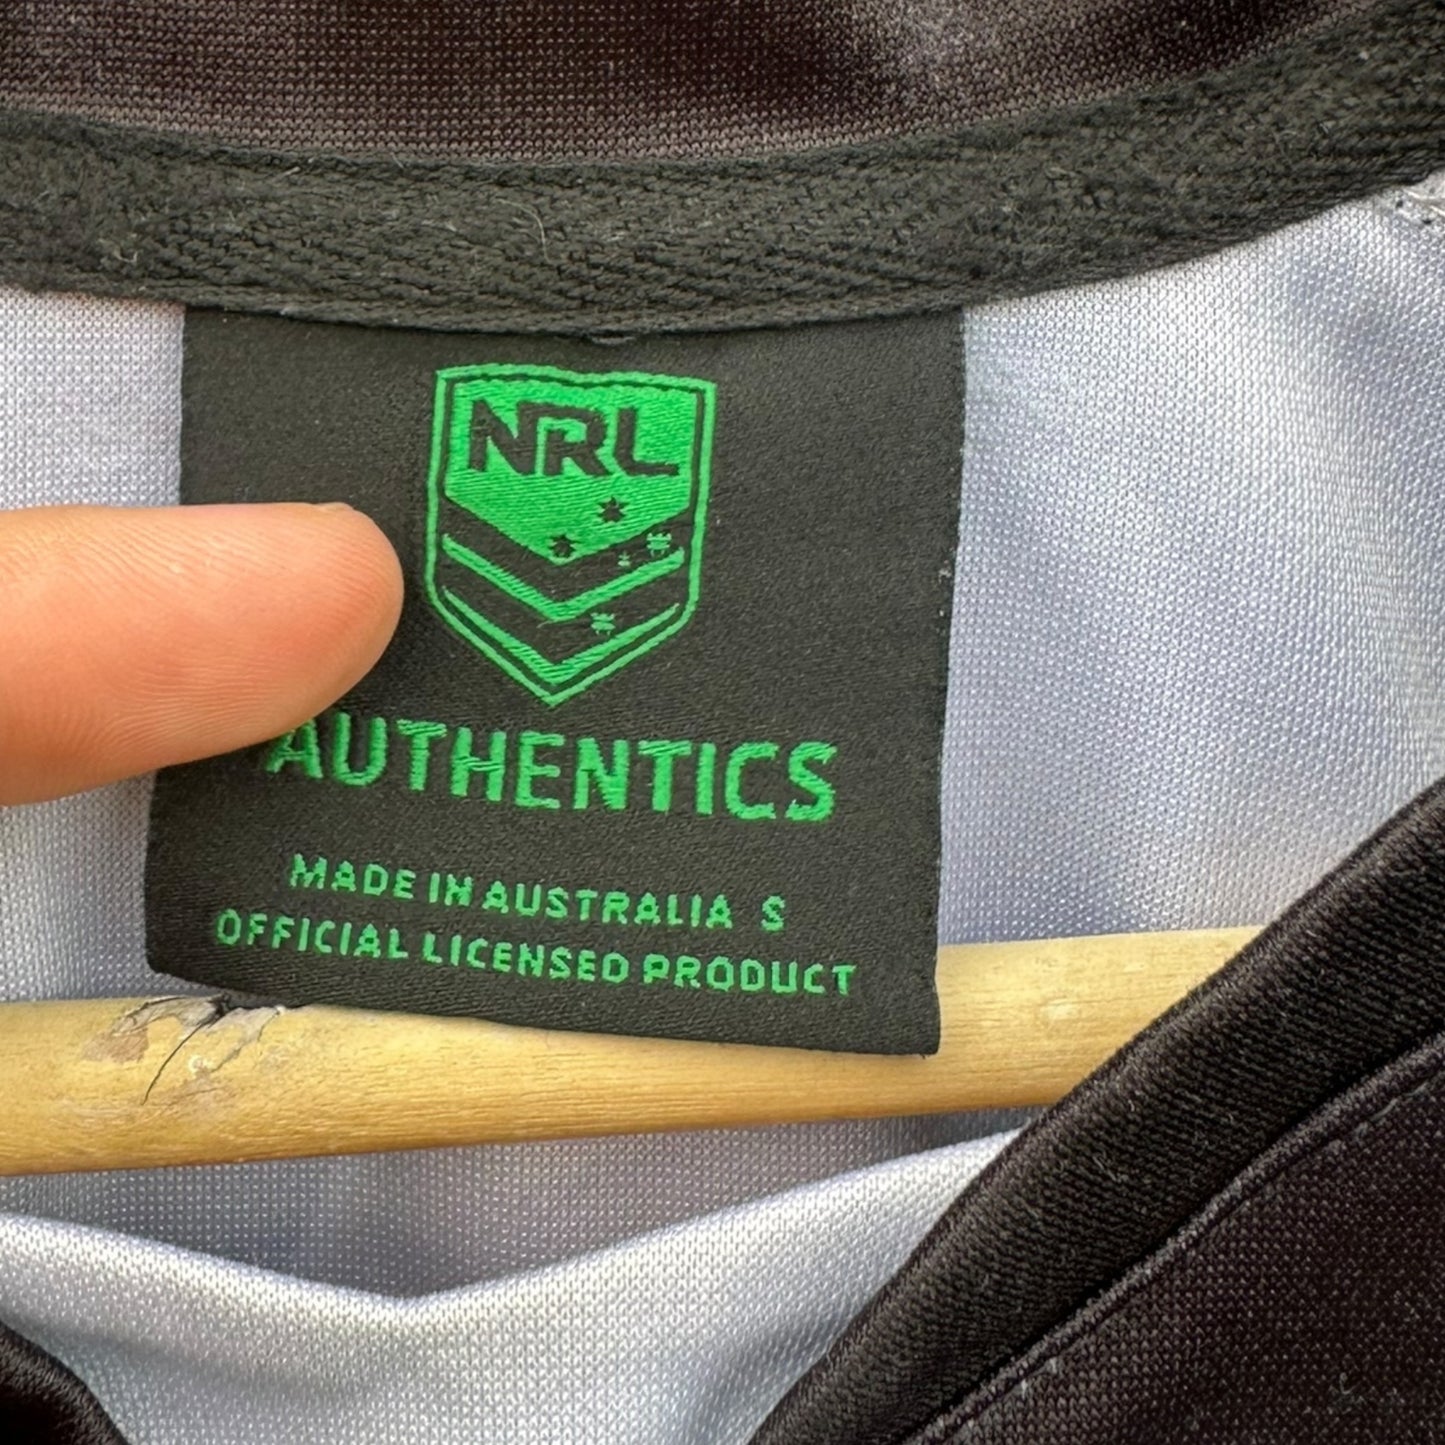 NRL
AUTHENTICS
MADE IN AUSTRALIA S
OFFICIAL LICENSED PRODUCT